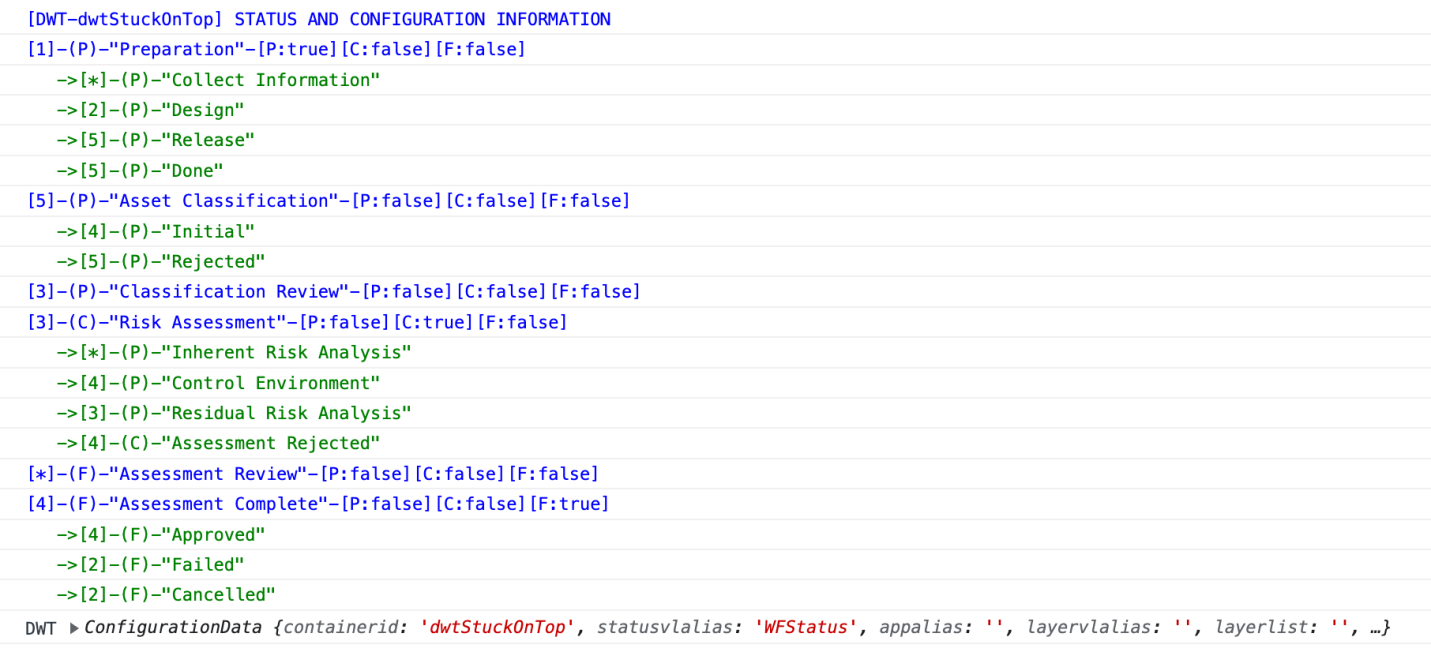 [DWT-dwtStuckOnTop] STATUS AND CONFIGURATION INFORMATION
[1]-(P)-"Preparation"-[P:true][C:false][F:false]
->[*]-(P)-"Collect Information"
->[2]-(P)-"Design"
->[5]-(P)-"Release"
->[5]-(P)-"Done"
[5]-(P)-"Asset Classification"-[P:false][C:false][F:false]
->[4]-(P)-"Initial"
->[5]-(P)-"Rejected"
[3]-(P)-"Classification Review"-[P:false][C:false][F:false]
[3]-(C)-"Risk Assessment"-[P:false][C:true][F:false]
->[*]-(P)-"Inherent Risk Analysis"
->[4]-(P)-"Control Environment"
->[3]-(P)-"Residual Risk Analysis"
->[4]-(C)-"Assessment Rejected"
[*]-(F)-"Assessment Review"-[P:false][C:false][F:false]
[4]-(F)-"Assessment Complete"-[P:false][C:false][F:true]
->[4]-(F)-"Approved"
->[2]-(F)-"Failed"
->[2]-(F)-"Cancelled"
DWT ▶ ConfigurationData {containerid: 'dwtStuckOnTop', statusvlalias: 'WFStatus', appalias: '', layervlalias: '', layerlist: '', …}